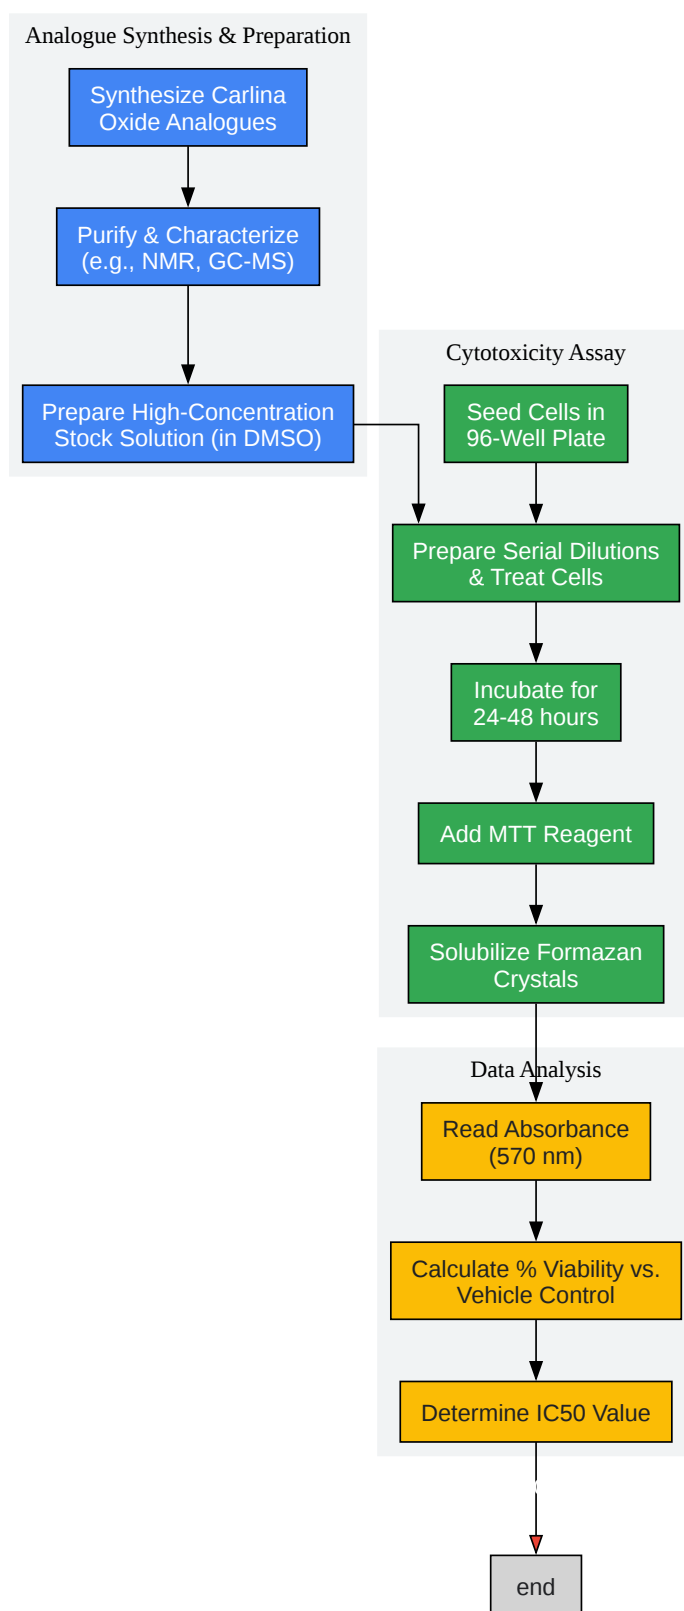 Analogue Synthesis & Preparation
Synthesize Carlina
Oxide Analogues
Purify & Characterize
(e.g., NMR, GC-MS)
Prepare High-Concentration
Stock Solution (in DMSO)
Cytotoxicity Assay
Seed Cells in
96-Well Plate
Prepare Serial Dilutions
& Treat Cells
Incubate for
24-48 hours
Add MTT Reagent
Solubilize Formazan
Crystals
Data Analysis
Read Absorbance
(570 nm)
Calculate % Viability vs.
Vehicle Control
Determine IC50 Value
end